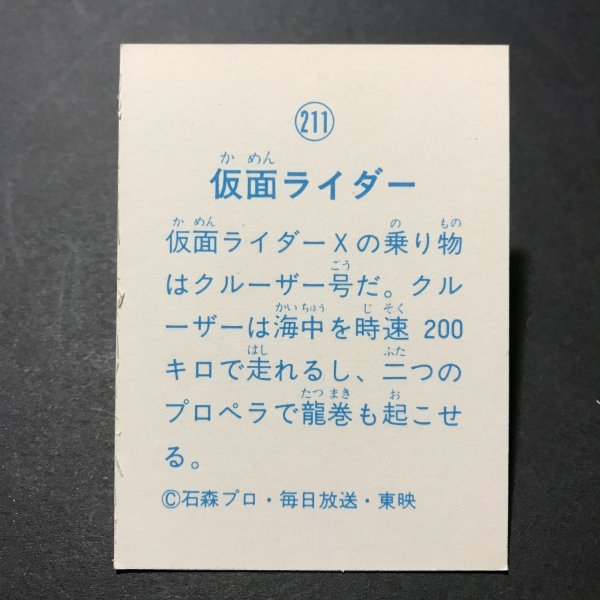 211
かめん
仮面ライダー
かめん の もの
仮面ライダーXの乗り物
ごう
はクルーザー号だ。クル
かいちゅう じそく
ーザーは海中を時速 200
はし ふた
キロで走れるし、二つの
たつまき お
プロペラで龍巻も起こせ
る。
©石森プロ・毎日放送・東映